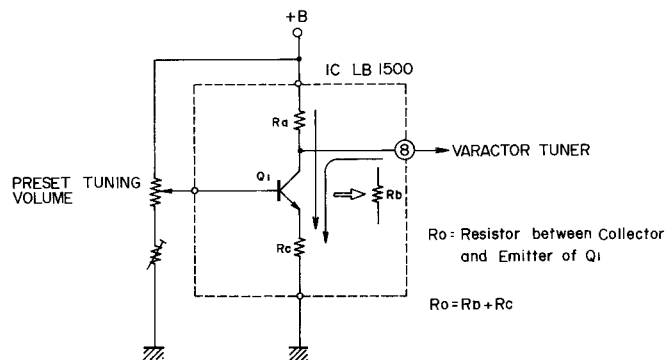 +B
IC LB 1500
Ra
8
VARACTOR TUNER
PRESET TUNING
VOLUME
Q1
Rb
Rc
Ro = Resistor between Collector
and Emitter of Q1
Ro = Rb + Rc